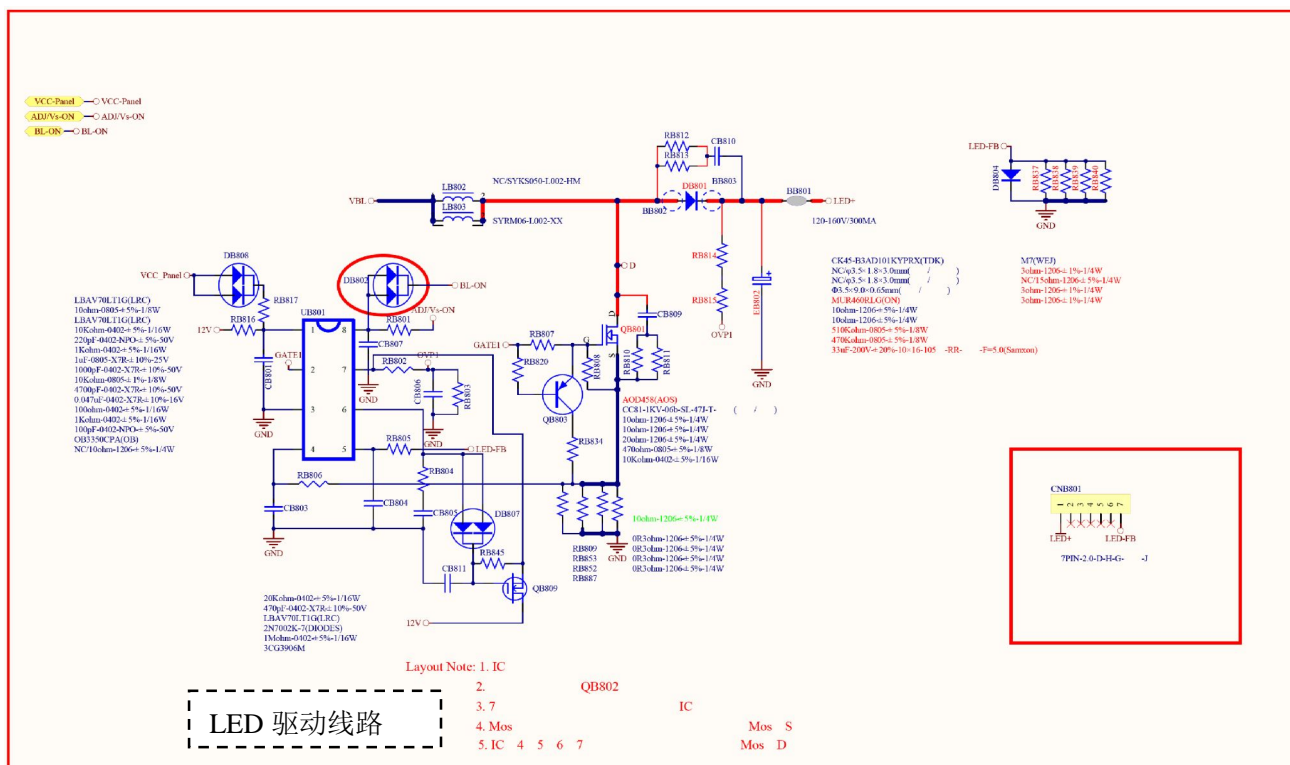 VCC-Panel VCC-Panel
ADJ/Vs-ON ADJ/Vs-ON
BL-ON BL-ON
RB812
CB810
RB813
NC/SYKS050-L002-HM
DB801 BB803
LB802
VBL
2
BB802
BB801
LED+
LB803
SYRM06-L002-XX
120-160V/300MA
LED-FB
DB804
RB837
RB838
RB839
RB840
GND
DB808
VCC_Panel
DB802
BL-ON
D
RB814
RB815
EB802
OVP1
GND
CK45-B3AD101KYPRX(TDK)
NC/φ3.5×1.8×3.0mm( / )
NC/φ3.5×1.8×3.0mm( / )
Φ3.5×9.0×0.65mm( / )
MUR460RLG(ON)
10ohm-1206-±5%-1/4W
10ohm-1206-±5%-1/4W
510Kohm-0805-±5%-1/8W
470Kohm-0805-±5%-1/8W
33uF-200V-±20%-10×16-105 -RR- -F=5.0(Samxon)
M7(WEJ)
3ohm-1206-±1%-1/4W
NC/15ohm-1206-±1%-1/4W
3ohm-1206-±1%-1/4W
3ohm-1206-±1%-1/4W
LBAV70LT1G(LRC)
10ohm-0805-±5%-1/8W
LBAV70LT1G(LRC)
10Kohm-0402-±5%-1/16W
220pF-0402-NPO-±5%-50V
1Kohm-0402-±5%-1/16W
1uF-0805-X7R-±10%-25V
1000pF-0402-X7R-±10%-50V
10Kohm-0805-±1%-1/8W
4700pF-0402-X7R-±10%-50V
0.047uF-0402-X7R-±10%-16V
100ohm-0402-±5%-1/16W
1Kohm-0402-±5%-1/16W
100pF-0402-NPO-±5%-50V
OB3350CPA(OB)
NC/10ohm-1206-±5%-1/4W
RB817
12V
RB816
UB801
1
2
3
4
8
7
6
5
GATE1
CB801
GND
RB801
ADJ/Vs-ON
CB807
RB802
OVP1
GND
CB806
RB803
GND
RB805
LED-FB
RB804
RB806
CB803
GND
CB804
CB805
DB807
RB845
CB811
QB809
12V
GATE1
RB807
RB820
QB803
RB808
G
D
S
QB801
CB809
RB810
RB811
RB834
AOD458(AOS)
CC81-1KV-06b-SL-47J-T- ( / )
10ohm-1206-±5%-1/4W
10ohm-1206-±5%-1/4W
20ohm-1206-±5%-1/4W
470ohm-0805-±5%-1/8W
10Kohm-0402-±5%-1/16W
10ohm-1206-±5%-1/4W
GND
RB809
RB853
RB852
RB887
0R3ohm-1206-±5%-1/4W
0R3ohm-1206-±5%-1/4W
0R3ohm-1206-±5%-1/4W
0R3ohm-1206-±5%-1/4W
CNB801
1 2 3 4 5 6 7
LED+ LED-FB
7PIN-2.0-D-H-G- -J
20Kohm-0402-±5%-1/16W
470pF-0402-X7R-±10%-50V
LBAV70LT1G(LRC)
2N7002K-7(DIODES)
1Mohm-0402-±5%-1/16W
3CG3906M
Layout Note: 1. IC
2. QB802
3. 7 IC
4. Mos Mos S
5. IC 4 5 6 7 Mos D
LED 驱动线路